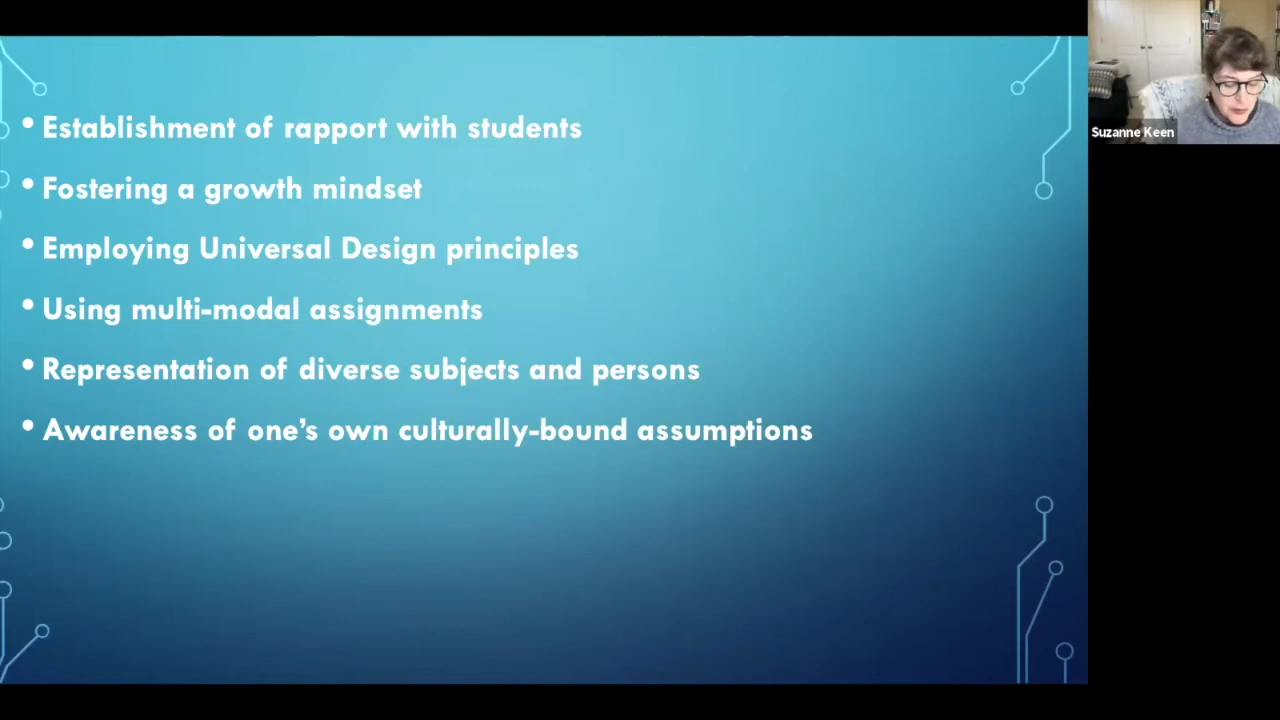 • Establishment of rapport with students
• Fostering a growth mindset
• Employing Universal Design principles
• Using multi-modal assignments
• Representation of diverse subjects and persons
• Awareness of one’s own culturally-bound assumptions
Suzanne Keen